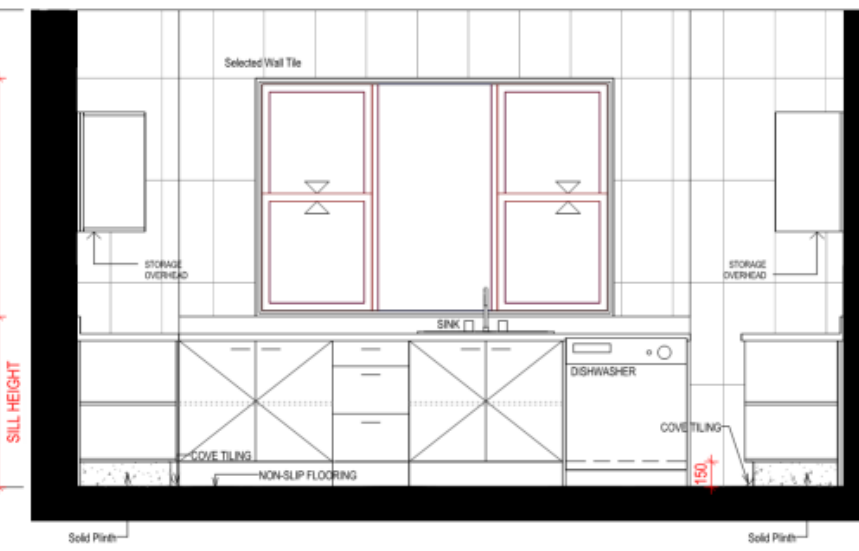 Selected Wall Tile
STORAGE
OVERHEAD
STORAGE
OVERHEAD
SINK
DISHWASHER
SILL HEIGHT
COVE TILING
COVE TILING
NON-SLIP FLOORING
150
Solid Plinth
Solid Plinth